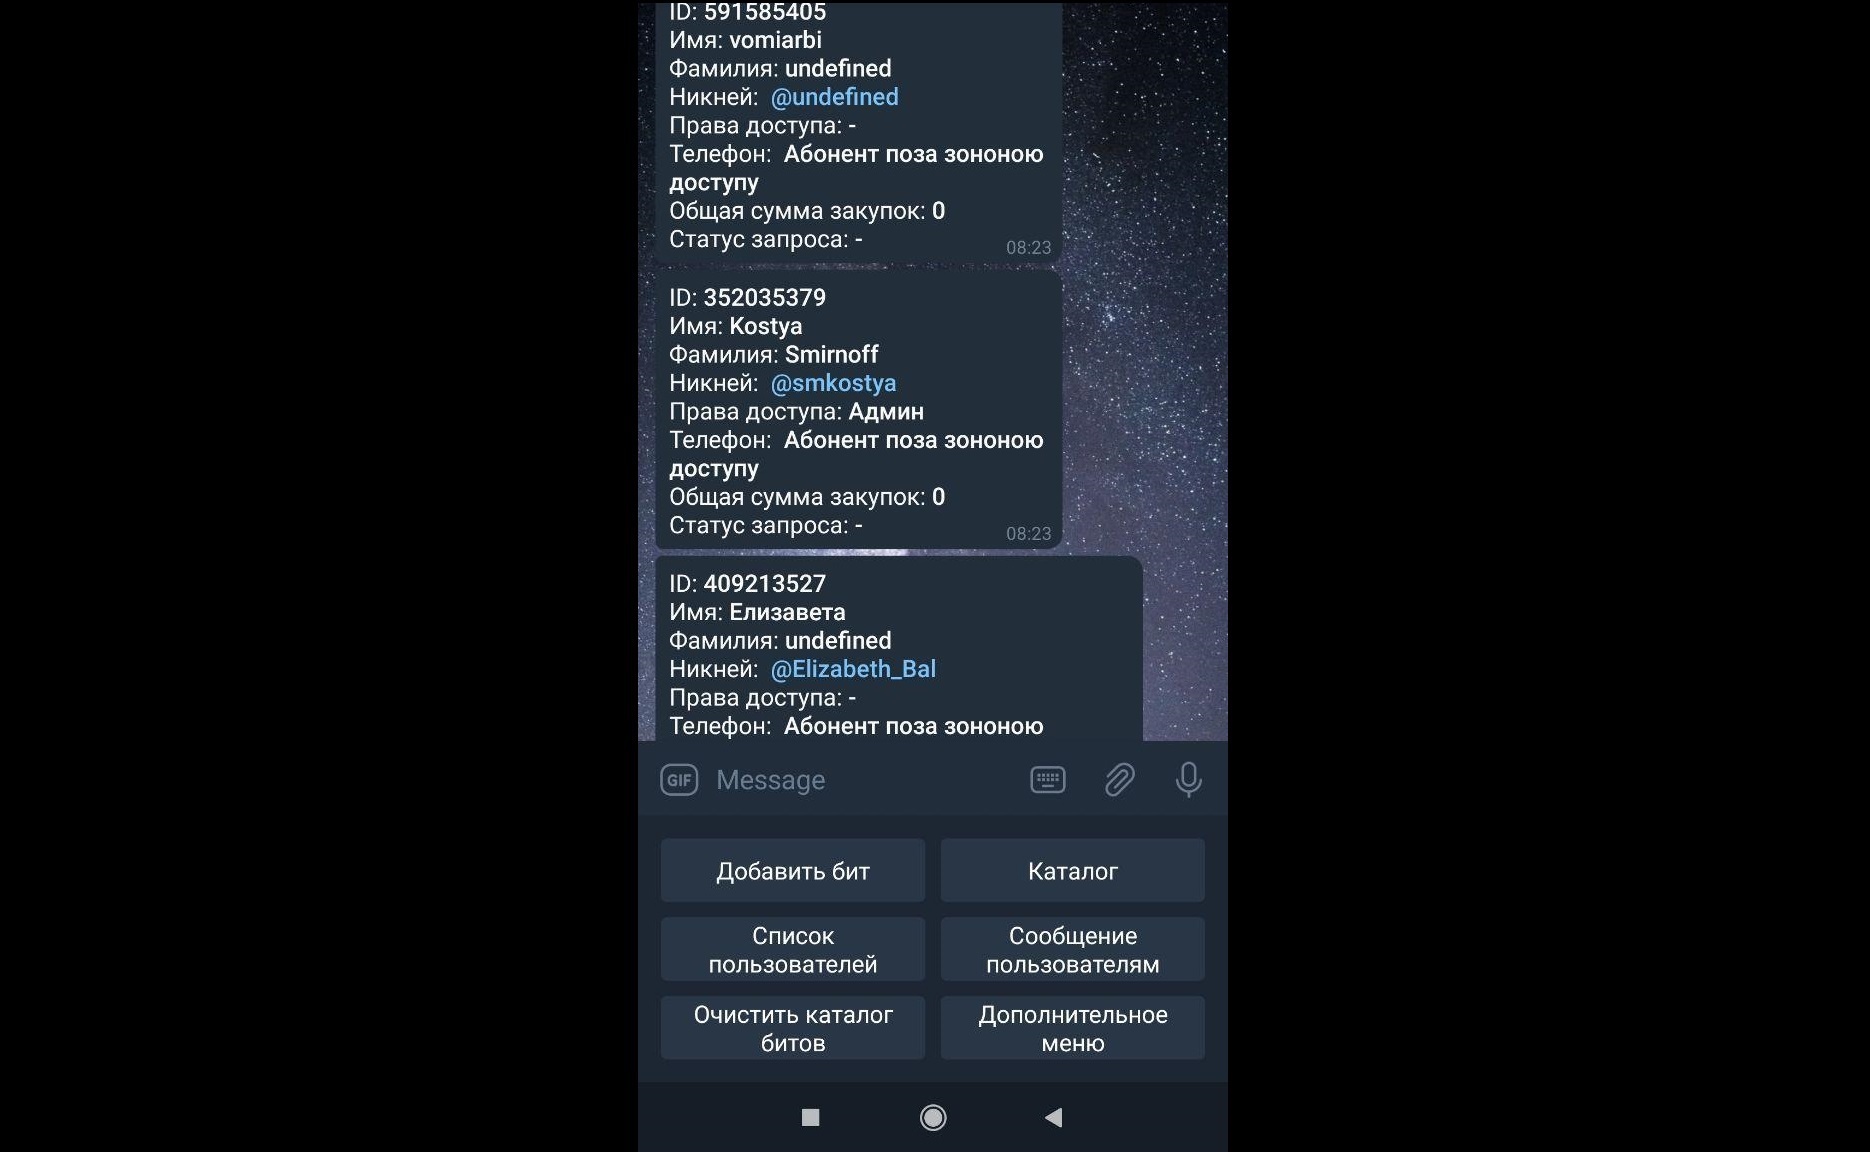 ID: 591585405
Имя: vomiarbi
Фамилия: undefined
Никней: @undefined
Права доступа: -
Телефон: Абонент поза зононою
доступу
Общая сумма закупок: 0
Статус запроса: -
08:23
ID: 352035379
Имя: Kostya
Фамилия: Smirnoff
Никней: @smkostya
Права доступа: Админ
Телефон: Абонент поза зононою
доступу
Общая сумма закупок: 0
Статус запроса: -
08:23
ID: 409213527
Имя: Елизавета
Фамилия: undefined
Никней: @Elizabeth_Bal
Права доступа: -
Телефон: Абонент поза зононою
GIF Message
Добавить бит
Каталог
Список
пользователей
Сообщение
пользователям
Очистить каталог
битов
Дополнительное
меню